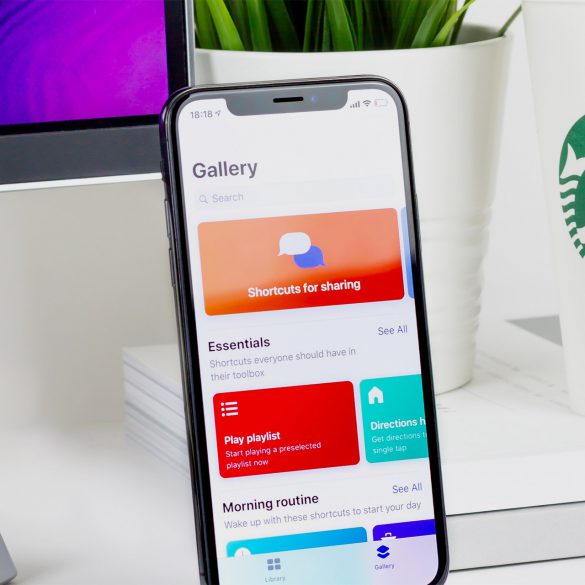 18:18
Gallery
Search
Shortcuts for sharing
Essentials
See All
Shortcuts everyone should have in
their toolbox
Play playlist
Start playing a preselected
playlist now
Directions h
Get directions
single tap
Morning routine
See All
Wake up with these shortcuts to start your day
Library
Gallery